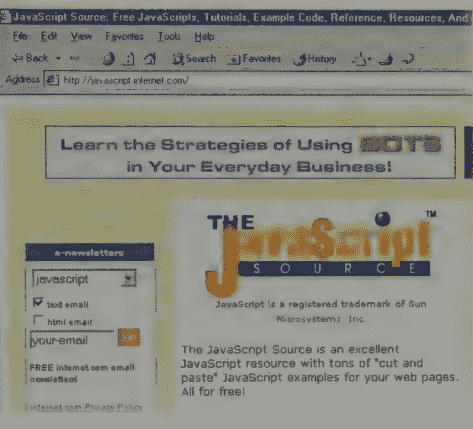 JavaScript Source: Free JavaScripts, Tutorials, Example Code, Reference, Resources, And
File Edit View Favorites Tools Help
Back Search Favorites History
Address http://javascript.internet.com/
Learn the Strategies of Using BOTS
in Your Everyday Business!
THE
JavaScript TM
SOURCE
e-newsletters
javascript
text email
html email
your-email
FREE internet.com email
newsletters!
internet.com Privacy Policy
JavaScript is a registered trademark of Sun
Microsystems, Inc.
The JavaScript Source is an excellent
JavaScript resource with tons of "cut and
paste" JavaScript examples for your web pages.
All for free!